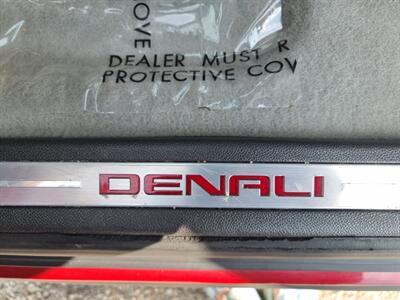 OVE
DEALER MUST R
PROTECTIVE COV
DENALI